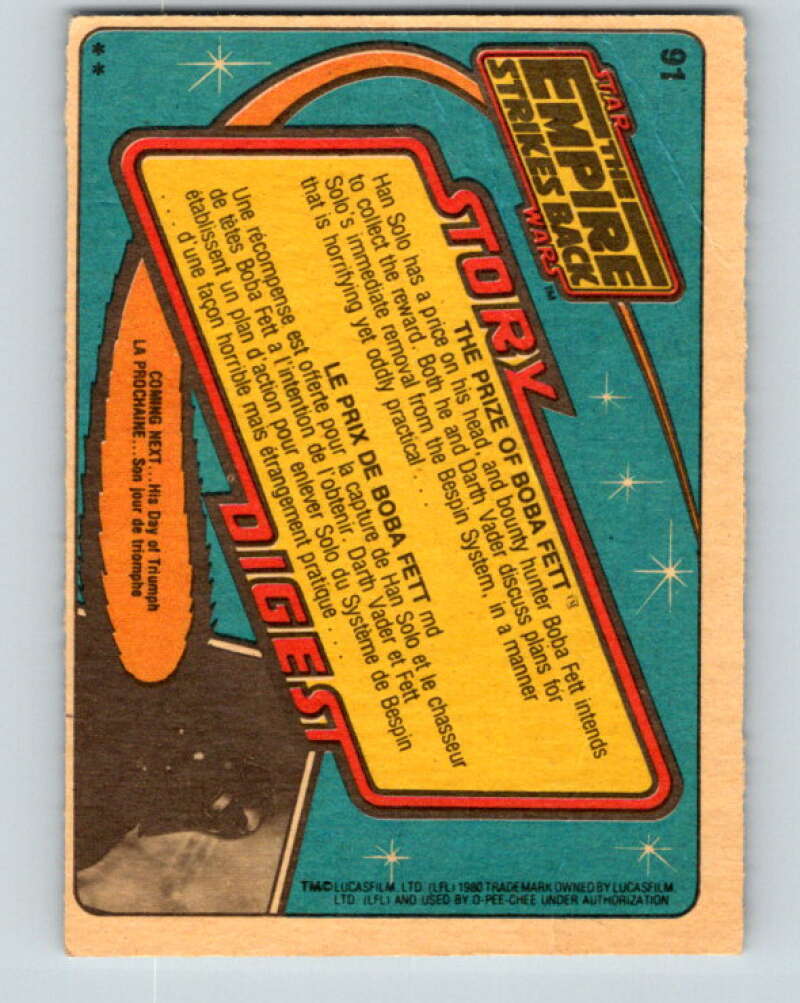 91
STAR
THE
EMPIRE
STRIKES BACK
WARS™
STORY
THE PRIZE OF BOBA FETT™
Han Solo has a price on his head, and bounty hunter Boba Fett intends
to collect the reward. Both he and Darth Vader discuss plans for
Solo's immediate removal from the Bespin System, in a manner
that is horrifying yet oddly practical . . . .
LE PRIX DE BOBA FETT md
Une récompense est offerte pour la capture de Han Solo et le chasseur
de têtes Boba Fett a l'intention de l'obtenir. Darth Vader et Fett
établissent un plan d'action pour enlever Solo du Système de Bespin
. . . . d'une façon horrible mais étrangement pratique . . . .
DIGEST
COMING NEXT... His Day of Triumph
LA PROCHAINE... Son jour de triomphe
**
TM© LUCASFILM, LTD. (LFL) 1980 TRADEMARK OWNED BY LUCASFILM,
LTD. (LFL) AND USED BY O-PEE-CHEE UNDER AUTHORIZATION